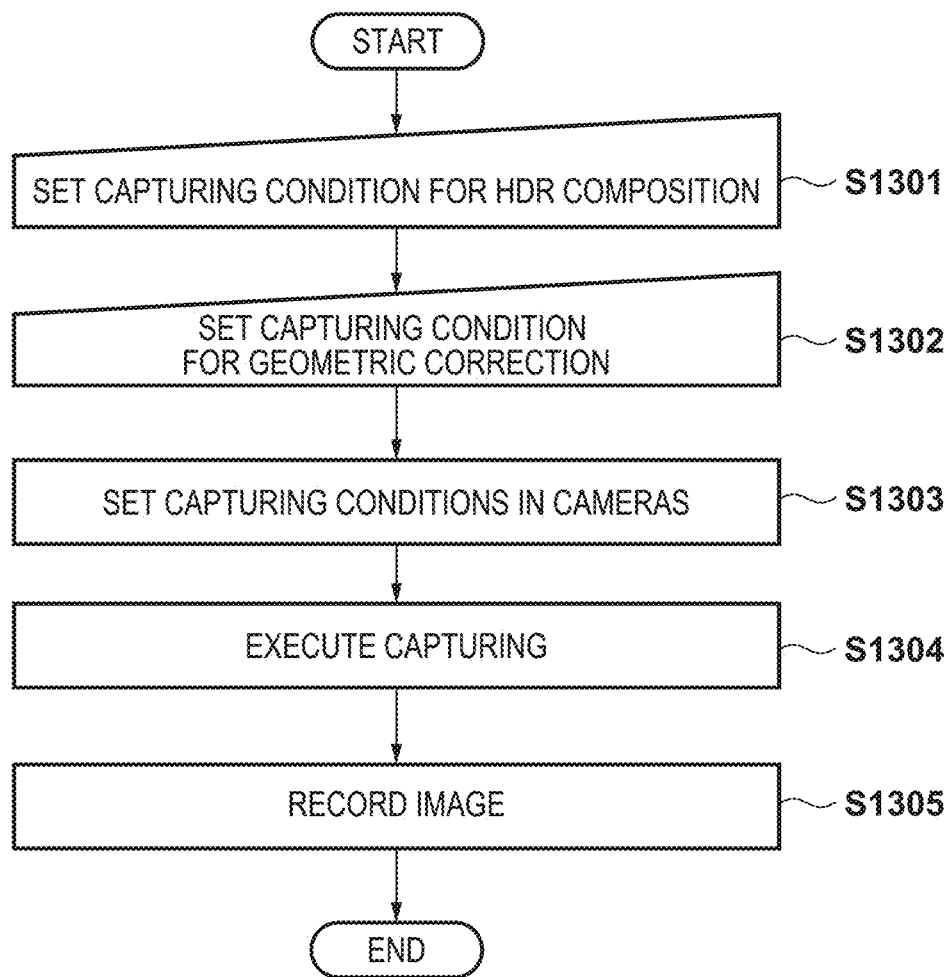 START
SET CAPTURING CONDITION FOR HDR COMPOSITION
S1301
SET CAPTURING CONDITION
FOR GEOMETRIC CORRECTION
S1302
SET CAPTURING CONDITIONS IN CAMERAS
S1303
EXECUTE CAPTURING
S1304
RECORD IMAGE
S1305
END